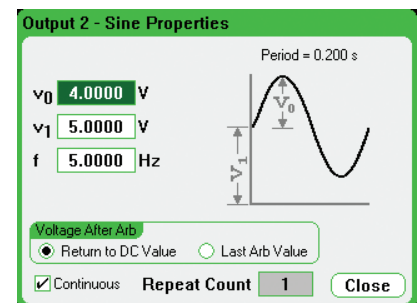 Output 2 - Sine Properties
Period = 0.200 s
v0 4.0000 V
V0
v1 5.0000 V
V1
f 5.0000 Hz
Voltage After Arb
Return to DC Value Last Arb Value
Continuous Repeat Count 1 Close